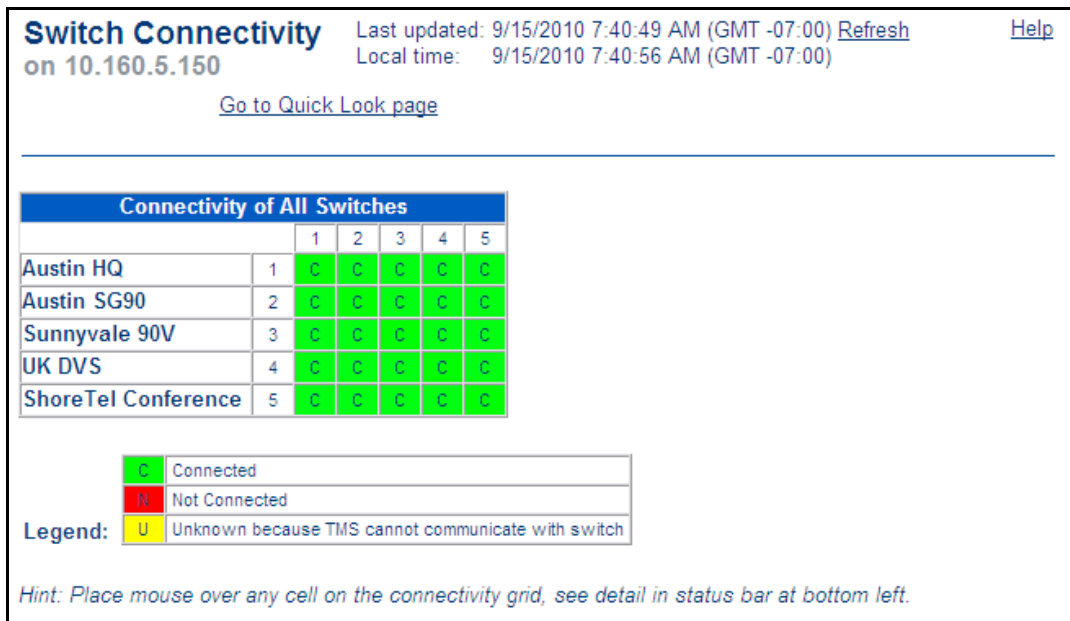 Switch Connectivity
on 10.160.5.150
Last updated: 9/15/2010 7:40:49 AM (GMT -07:00) Refresh
Local time: 9/15/2010 7:40:56 AM (GMT -07:00)
Help
Go to Quick Look page
Connectivity of All Switches
1 2 3 4 5
Austin HQ 1 C C C C C
Austin SG90 2 C C C C C
Sunnyvale 90V 3 C C C C C
UK DVS 4 C C C C C
ShoreTel Conference 5 C C C C C
Legend:
C Connected
N Not Connected
U Unknown because TMS cannot communicate with switch
Hint: Place mouse over any cell on the connectivity grid, see detail in status bar at bottom left.